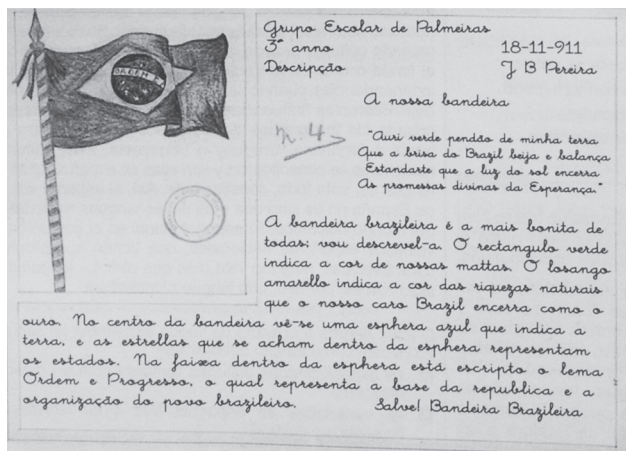 Grupo Escolar de Palmeiras
3º anno 18-11-911
Descripção J B Pereira
A nossa bandeira
n. 4
"Auri verde pendão de minha terra
Que a brisa do Brazil beija e balança
Estandarte que a luz do sol encerra
As promessas divinas da Esperança."
ORDEM E
A bandeira brazileira é a mais bonita de
todas; vou descrevel-a. O rectangulo verde
indica a cor de nossas mattas. O losango
amarello indica a cor das riquezas naturais
que o nosso caro Brazil encerra como o
ouro. No centro da bandeira vê-se uma esphera azul que indica a
terra, e as estrellas que se acham dentro da esphera representam
os estados. Na faixa dentro da esphera está escripto o lema
Ordem e Progresso, o qual representa a base da republica e a
organização do povo brazileiro. Salve! Bandeira Brazileira